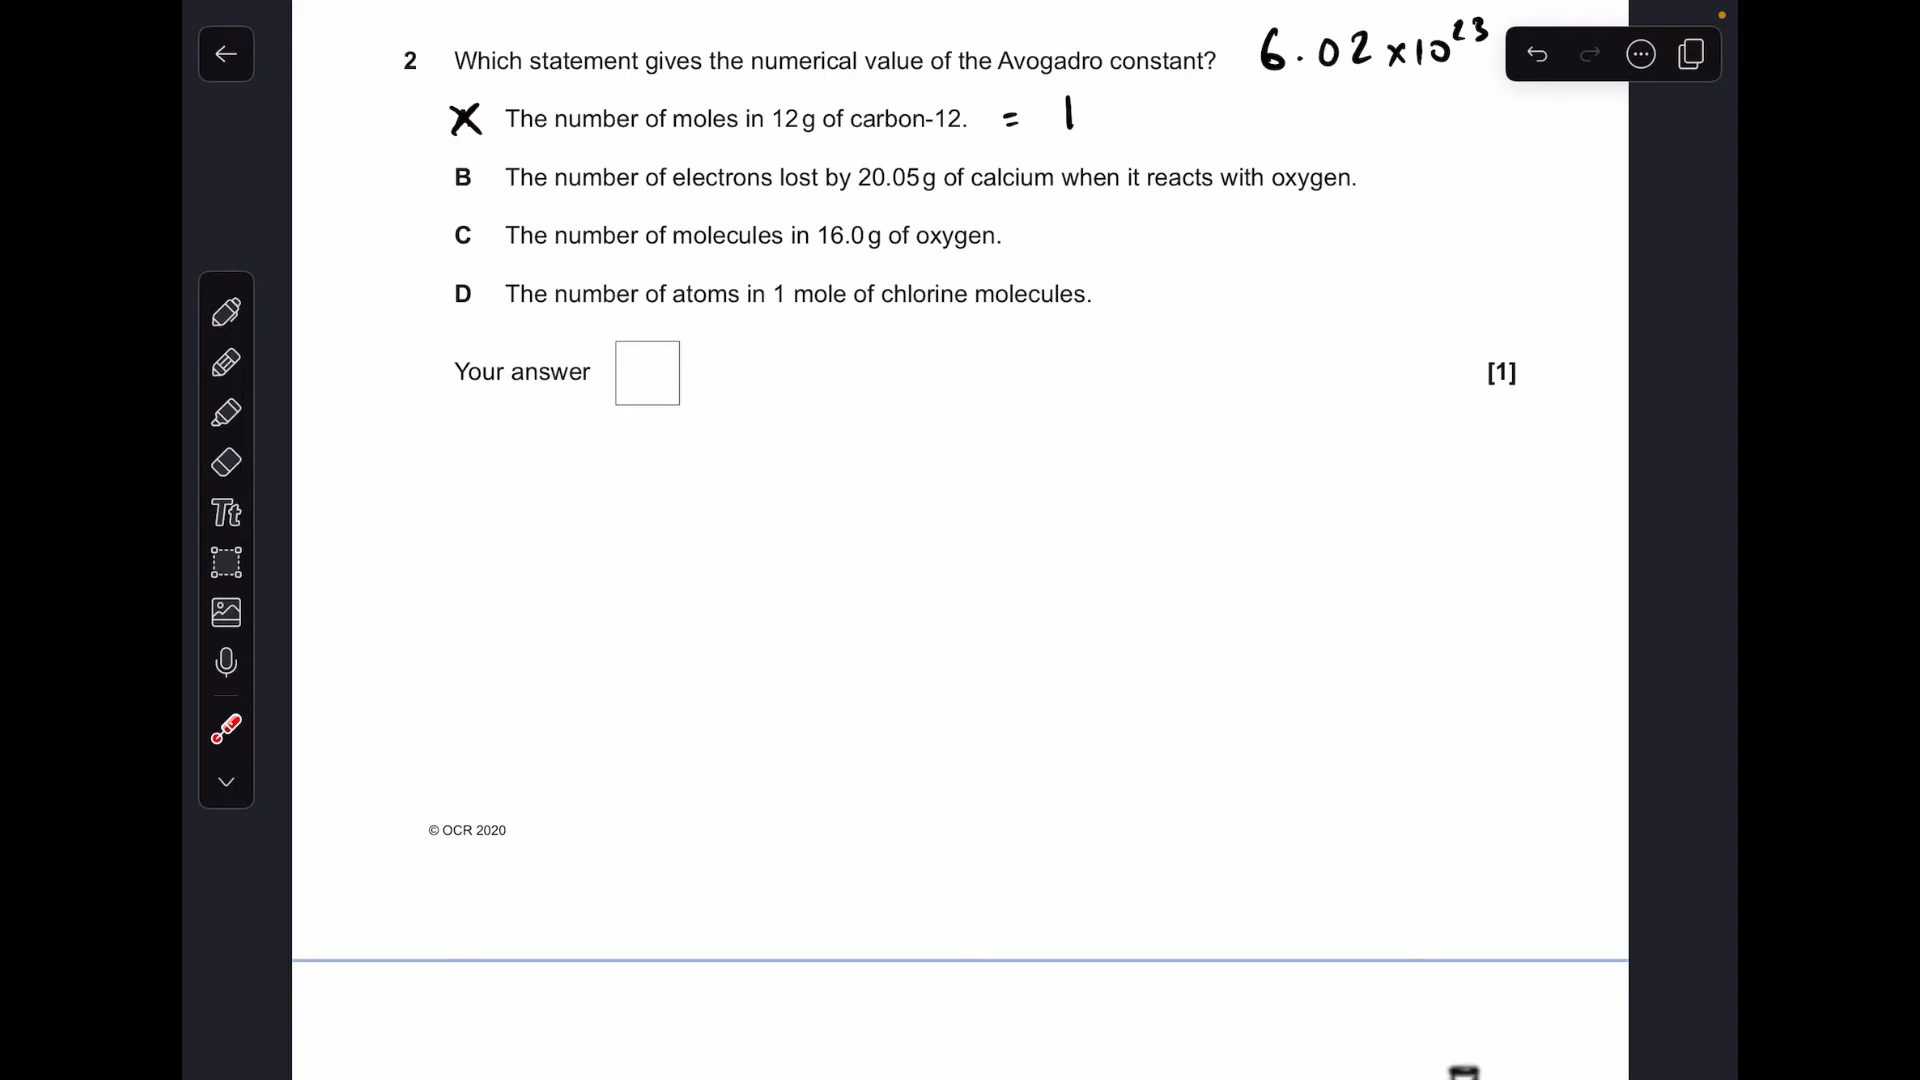 2 Which statement gives the numerical value of the Avogadro constant? 6.02 x 10²³
X The number of moles in 12 g of carbon-12. = 1
B The number of electrons lost by 20.05 g of calcium when it reacts with oxygen.
C The number of molecules in 16.0 g of oxygen.
D The number of atoms in 1 mole of chlorine molecules.
Your answer [1]
Tt
© OCR 2020